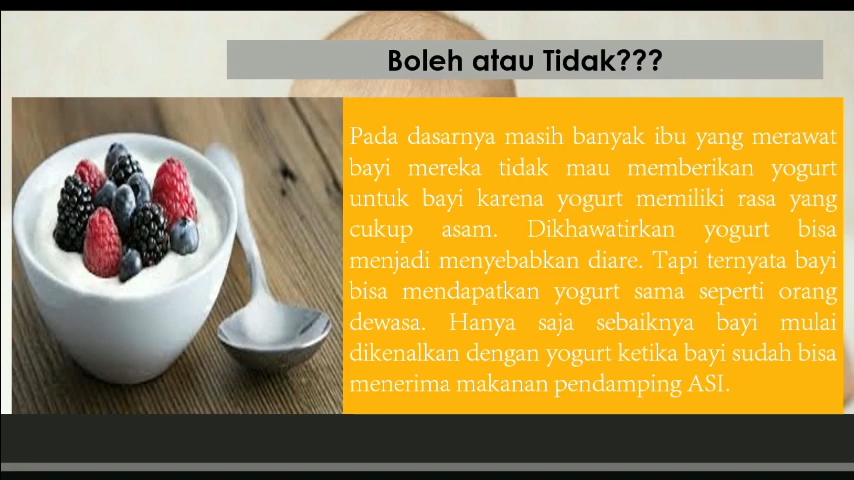 Boleh atau Tidak???
Pada dasarnya masih banyak ibu yang merawat
bayi mereka tidak mau memberikan yogurt
untuk bayi karena yogurt memiliki rasa yang
cukup asam. Dikhawatirkan yogurt bisa
menjadi menyebabkan diare. Tapi ternyata bayi
bisa mendapatkan yogurt sama seperti orang
dewasa. Hanya saja sebaiknya bayi mulai
dikenalkan dengan yogurt ketika bayi sudah bisa
menerima makanan pendamping ASI.